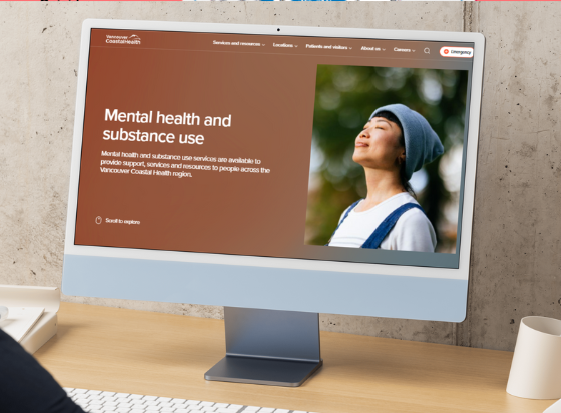 Vancouver
CoastalHealth
Services and resources
Locations
Patients and visitors
About us
Careers
Emergency
Mental health and
substance use
Mental health and substance use services are available to
provide support, services and resources to people across the
Vancouver Coastal Health region.
Scroll to explore